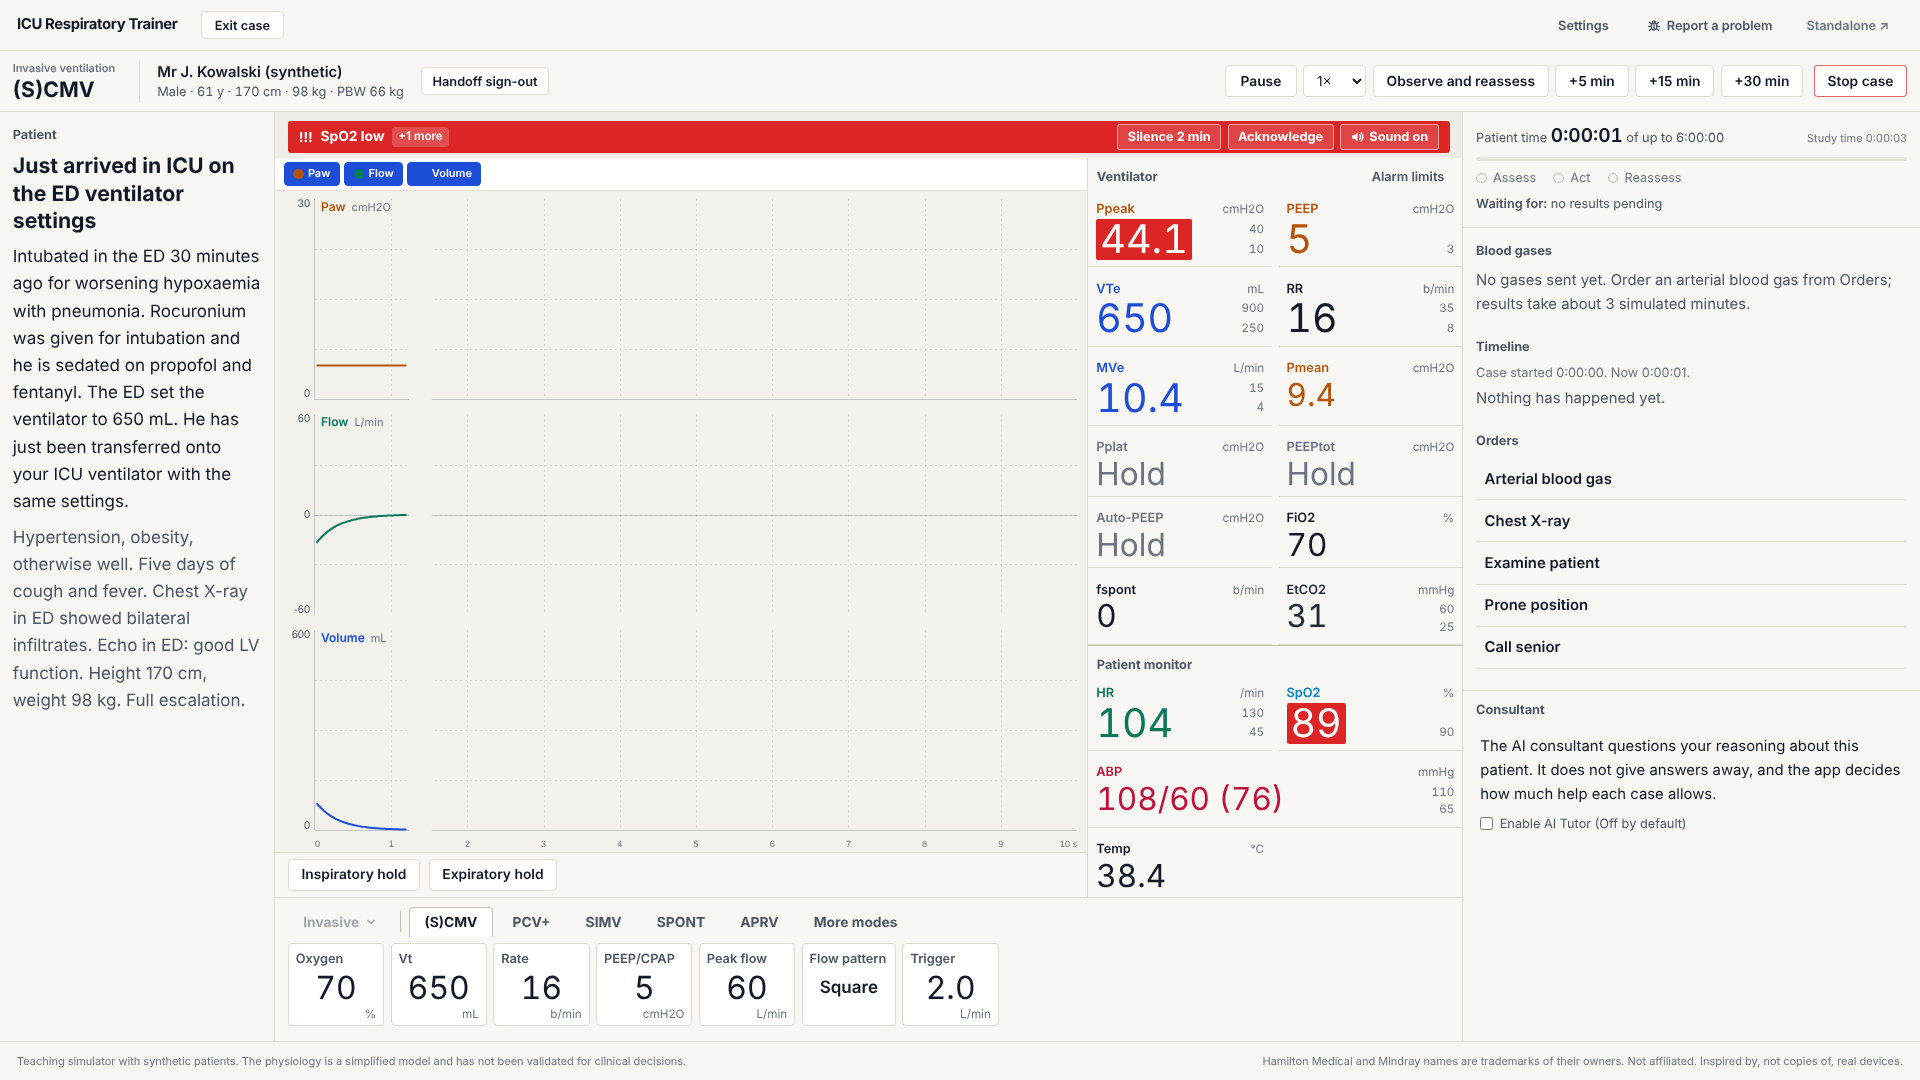 ICU Respiratory Trainer
Exit case
Settings
Report a problem
Standalone ↗
Invasive ventilation
(S)CMV
Mr J. Kowalski (synthetic)
Male · 61 y · 170 cm · 98 kg · PBW 66 kg
Handoff sign-out
Pause
1×
Observe and reassess
+5 min
+15 min
+30 min
Stop case
Patient
Just arrived in ICU on
the ED ventilator
settings
Intubated in the ED 30 minutes
ago for worsening hypoxaemia
with pneumonia. Rocuronium
was given for intubation and
he is sedated on propofol and
fentanyl. The ED set the
ventilator to 650 mL. He has
just been transferred onto
your ICU ventilator with the
same settings.
Hypertension, obesity,
otherwise well. Five days of
cough and fever. Chest X-ray
in ED showed bilateral
infiltrates. Echo in ED: good LV
function. Height 170 cm,
weight 98 kg. Full escalation.
!!! SpO2 low +1 more
Silence 2 min
Acknowledge
Sound on
Paw
Flow
Volume
30
Paw cmH2O
0
60
Flow L/min
0
-60
600
Volume mL
0
0 1 2 3 4 5 6 7 8 9 10 s
Inspiratory hold
Expiratory hold
Ventilator
Alarm limits
Ppeak cmH2O
44.1
40
10
PEEP cmH2O
5
3
VTe mL
650
900
250
RR b/min
16
35
8
MVe L/min
10.4
15
4
Pmean cmH2O
9.4
Pplat cmH2O
Hold
PEEPtot cmH2O
Hold
Auto-PEEP cmH2O
Hold
FiO2 %
70
fspont b/min
0
EtCO2 mmHg
31
60
25
Patient monitor
HR /min
104
130
45
SpO2 %
89
90
ABP mmHg
108/60 (76)
110
65
Temp °C
38.4
Invasive
(S)CMV
PCV+
SIMV
SPONT
APRV
More modes
Oxygen
70
%
Vt
650
mL
Rate
16
b/min
PEEP/CPAP
5
cmH2O
Peak flow
60
L/min
Flow pattern
Square
Trigger
2.0
L/min
Patient time 0:00:01 of up to 6:00:00
Study time 0:00:03
Assess
Act
Reassess
Waiting for: no results pending
Blood gases
No gases sent yet. Order an arterial blood gas from Orders;
results take about 3 simulated minutes.
Timeline
Case started 0:00:00. Now 0:00:01.
Nothing has happened yet.
Orders
Arterial blood gas
Chest X-ray
Examine patient
Prone position
Call senior
Consultant
The AI consultant questions your reasoning about this
patient. It does not give answers away, and the app decides
how much help each case allows.
Enable AI Tutor (Off by default)
Teaching simulator with synthetic patients. The physiology is a simplified model and has not been validated for clinical decisions.
Hamilton Medical and Mindray names are trademarks of their owners. Not affiliated. Inspired by, not copies of, real devices.